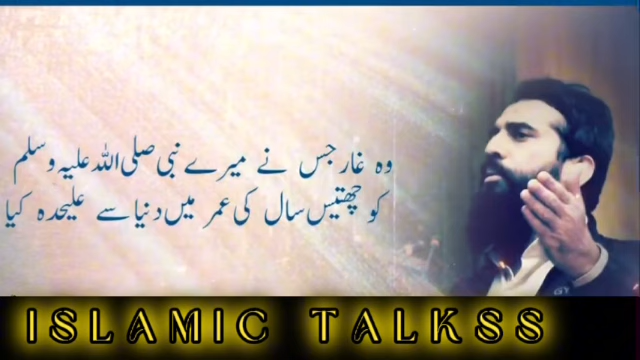 وہ غار جس نے میرے نبی صلی اللہ علیہ وسلم
کو چھتیس سال کی عمر میں دنیا سے علیحدہ کیا
ISLAMIC TALKSS